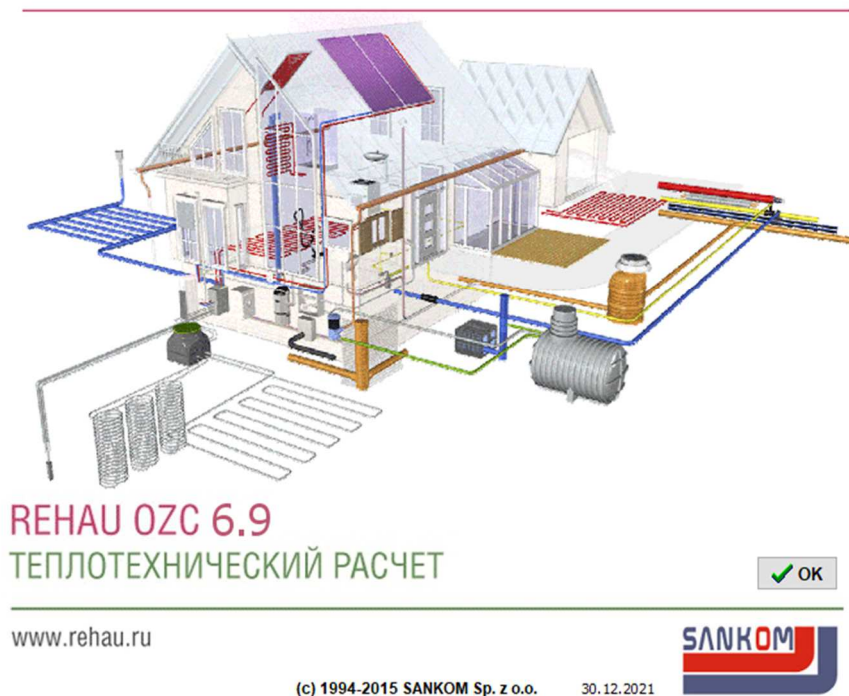 REHAU OZC 6.9
ТЕПЛОТЕХНИЧЕСКИЙ РАСЧЕТ
OK
www.rehau.ru
SANKOM
(c) 1994-2015 SANKOM Sp. z o.o. 30.12.2021